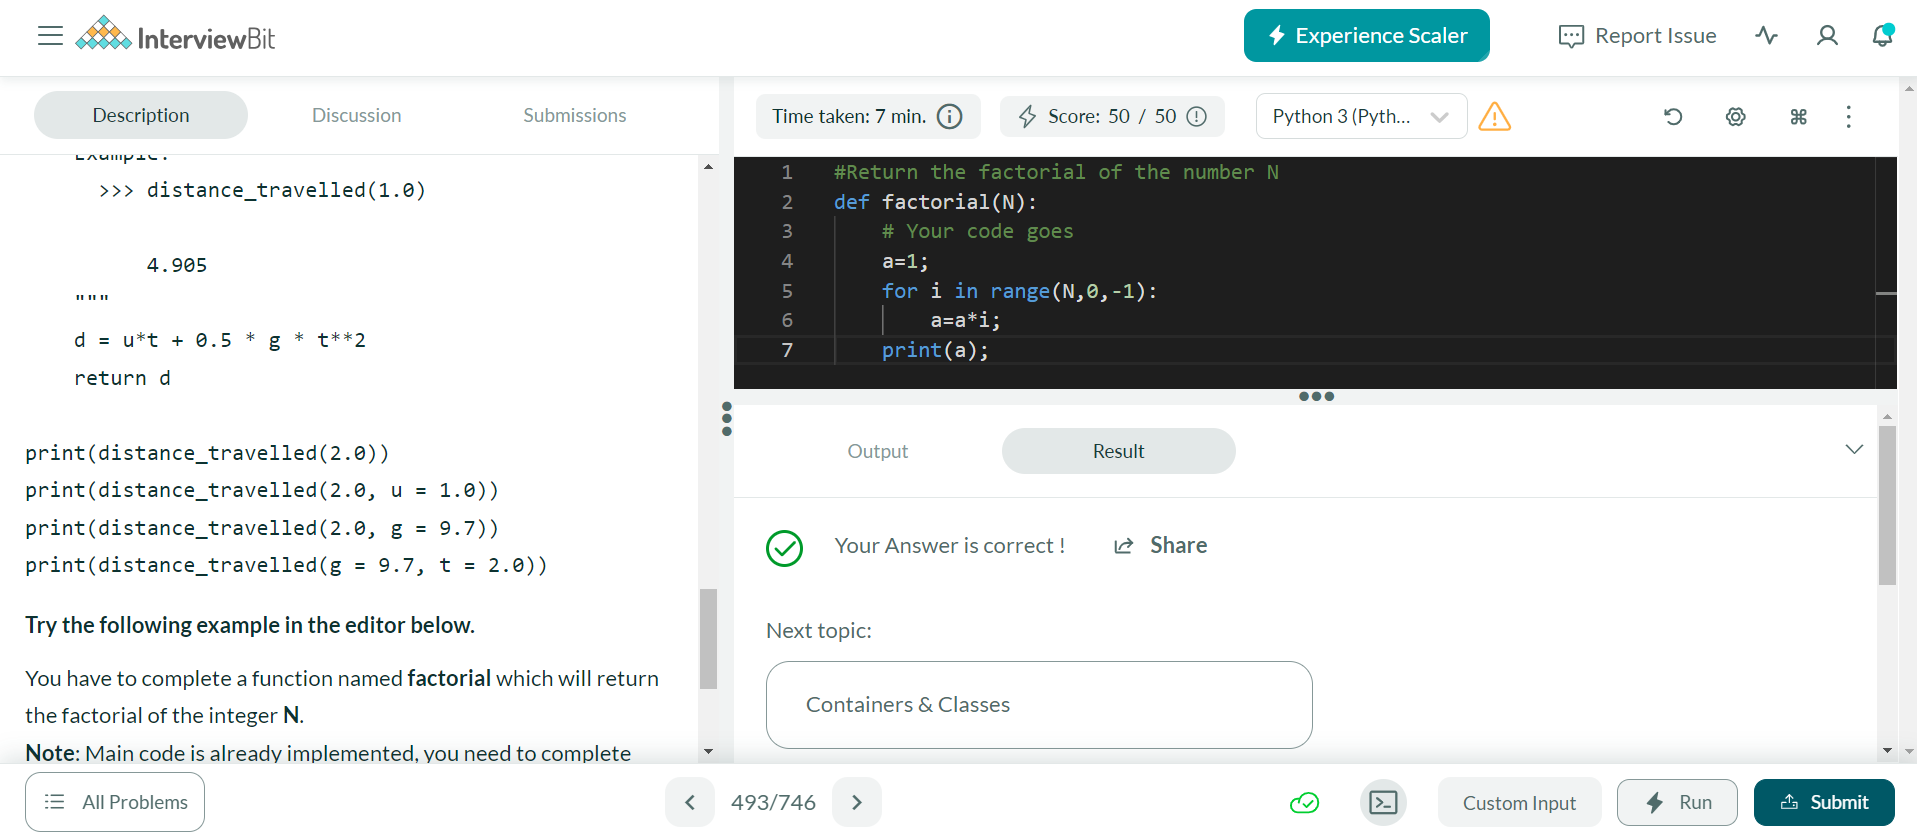 InterviewBit
Experience Scaler
Report Issue
Description
Discussion
Submissions
Time taken: 7 min.
Score: 50 / 50
Python 3 (Pyth...
Example:
>>> distance_travelled(1.0)
4.905
"""
d = u*t + 0.5 * g * t**2
return d
print(distance_travelled(2.0))
print(distance_travelled(2.0, u = 1.0))
print(distance_travelled(2.0, g = 9.7))
print(distance_travelled(g = 9.7, t = 2.0))
Try the following example in the editor below.
You have to complete a function named factorial which will return
the factorial of the integer N.
Note: Main code is already implemented, you need to complete
1 #Return the factorial of the number N
2 def factorial(N):
3 # Your code goes
4 a=1;
5 for i in range(N,0,-1):
6 a=a*i;
7 print(a);
Output
Result
Your Answer is correct !
Share
Next topic:
Containers & Classes
All Problems
493/746
Custom Input
Run
Submit